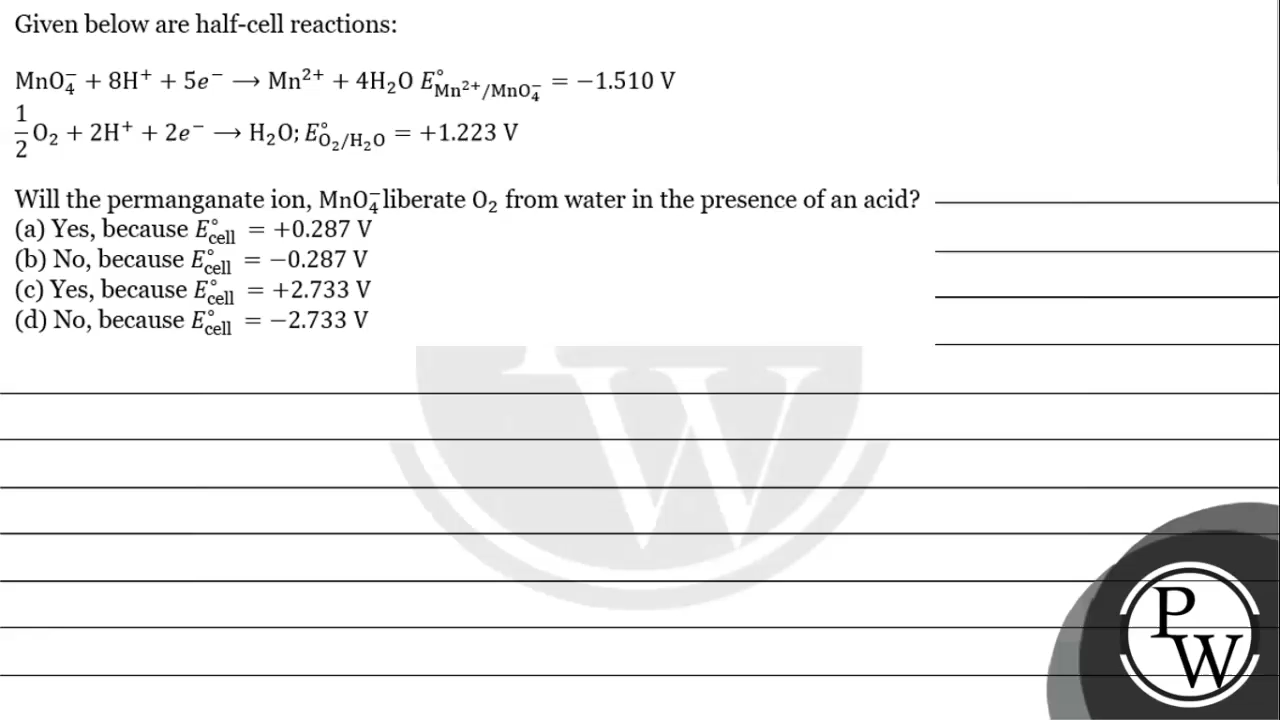 Given below are half-cell reactions:
MnO₄⁻ + 8H⁺ + 5e⁻ ⟶ Mn²⁺ + 4H₂O E°Mn²⁺/MnO₄⁻ = −1.510 V
1/2 O₂ + 2H⁺ + 2e⁻ ⟶ H₂O; E°O₂/H₂O = +1.223 V
Will the permanganate ion, MnO₄⁻ liberate O₂ from water in the presence of an acid?
(a) Yes, because E°cell = +0.287 V
(b) No, because E°cell = −0.287 V
(c) Yes, because E°cell = +2.733 V
(d) No, because E°cell = −2.733 V
W
P
W